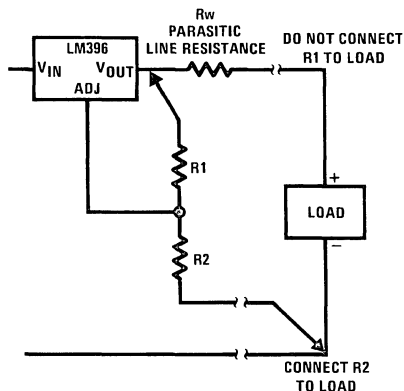 Rw
PARASITIC
LINE RESISTANCE
DO NOT CONNECT
R1 TO LOAD
LM396
VIN
VOUT
ADJ
R1
+
LOAD
−
R2
CONNECT R2
TO LOAD